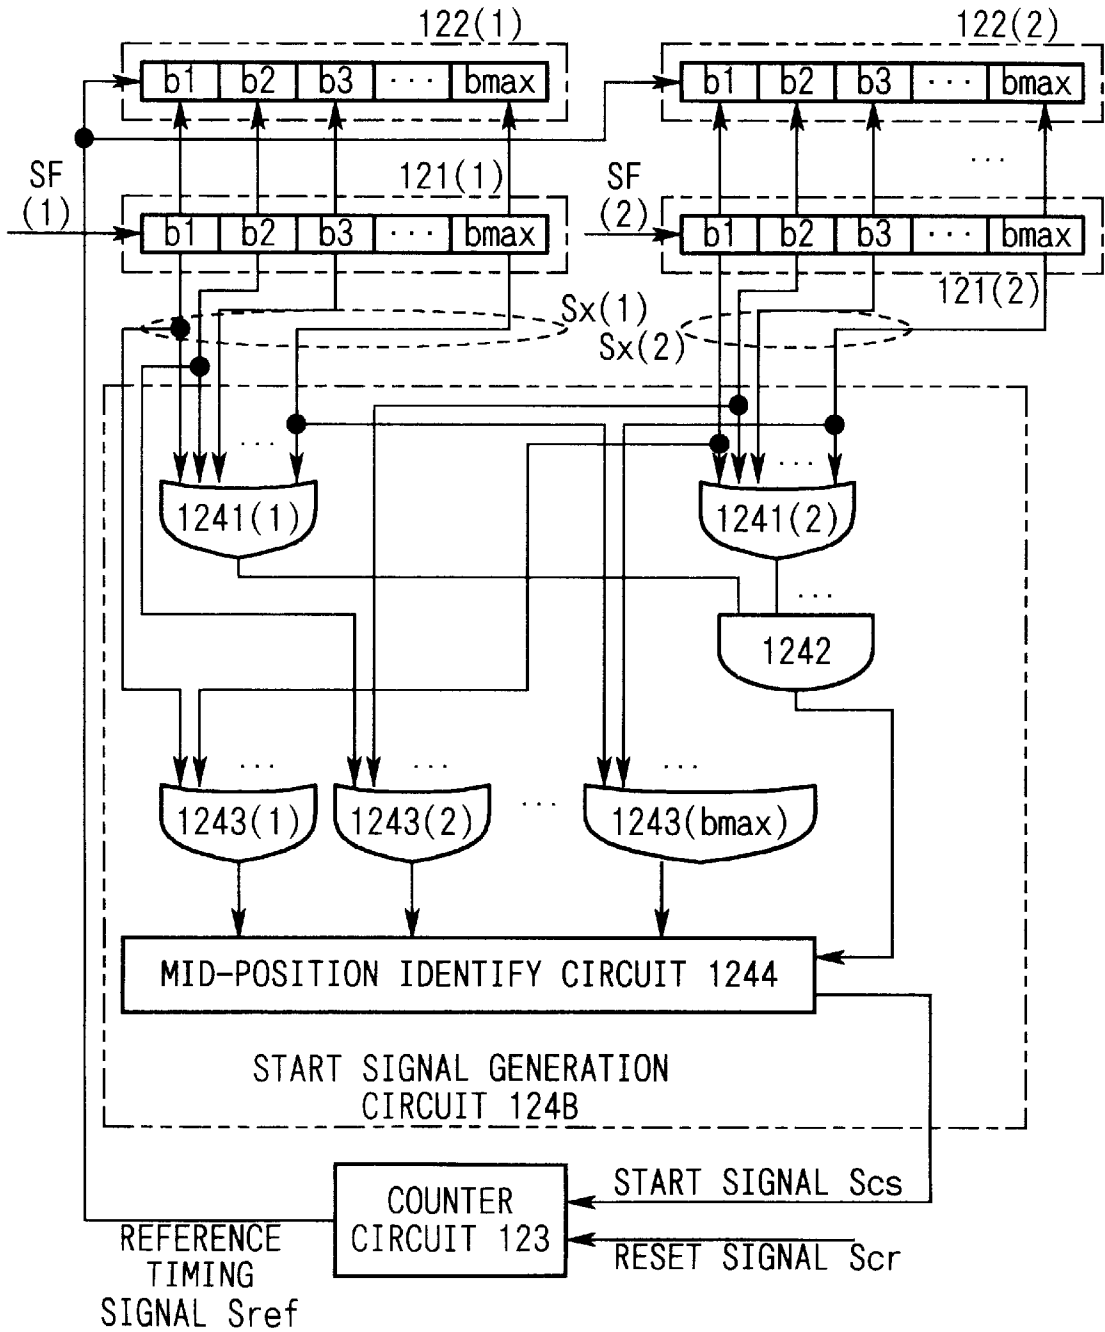 122(1) 122(2)
b1 b2 b3 ··· bmax b1 b2 b3 ··· bmax
SF (1) 121(1) SF (2) ···
b1 b2 b3 ··· bmax b1 b2 b3 ··· bmax
121(2)
Sx(1)
Sx(2)
··· ···
1241(1) 1241(2)
···
1242
··· ··· ···
1243(1) 1243(2) ··· 1243(bmax)
MID-POSITION IDENTIFY CIRCUIT 1244
START SIGNAL GENERATION
CIRCUIT 124B
COUNTER
CIRCUIT 123
START SIGNAL Scs
RESET SIGNAL Scr
REFERENCE
TIMING
SIGNAL Sref